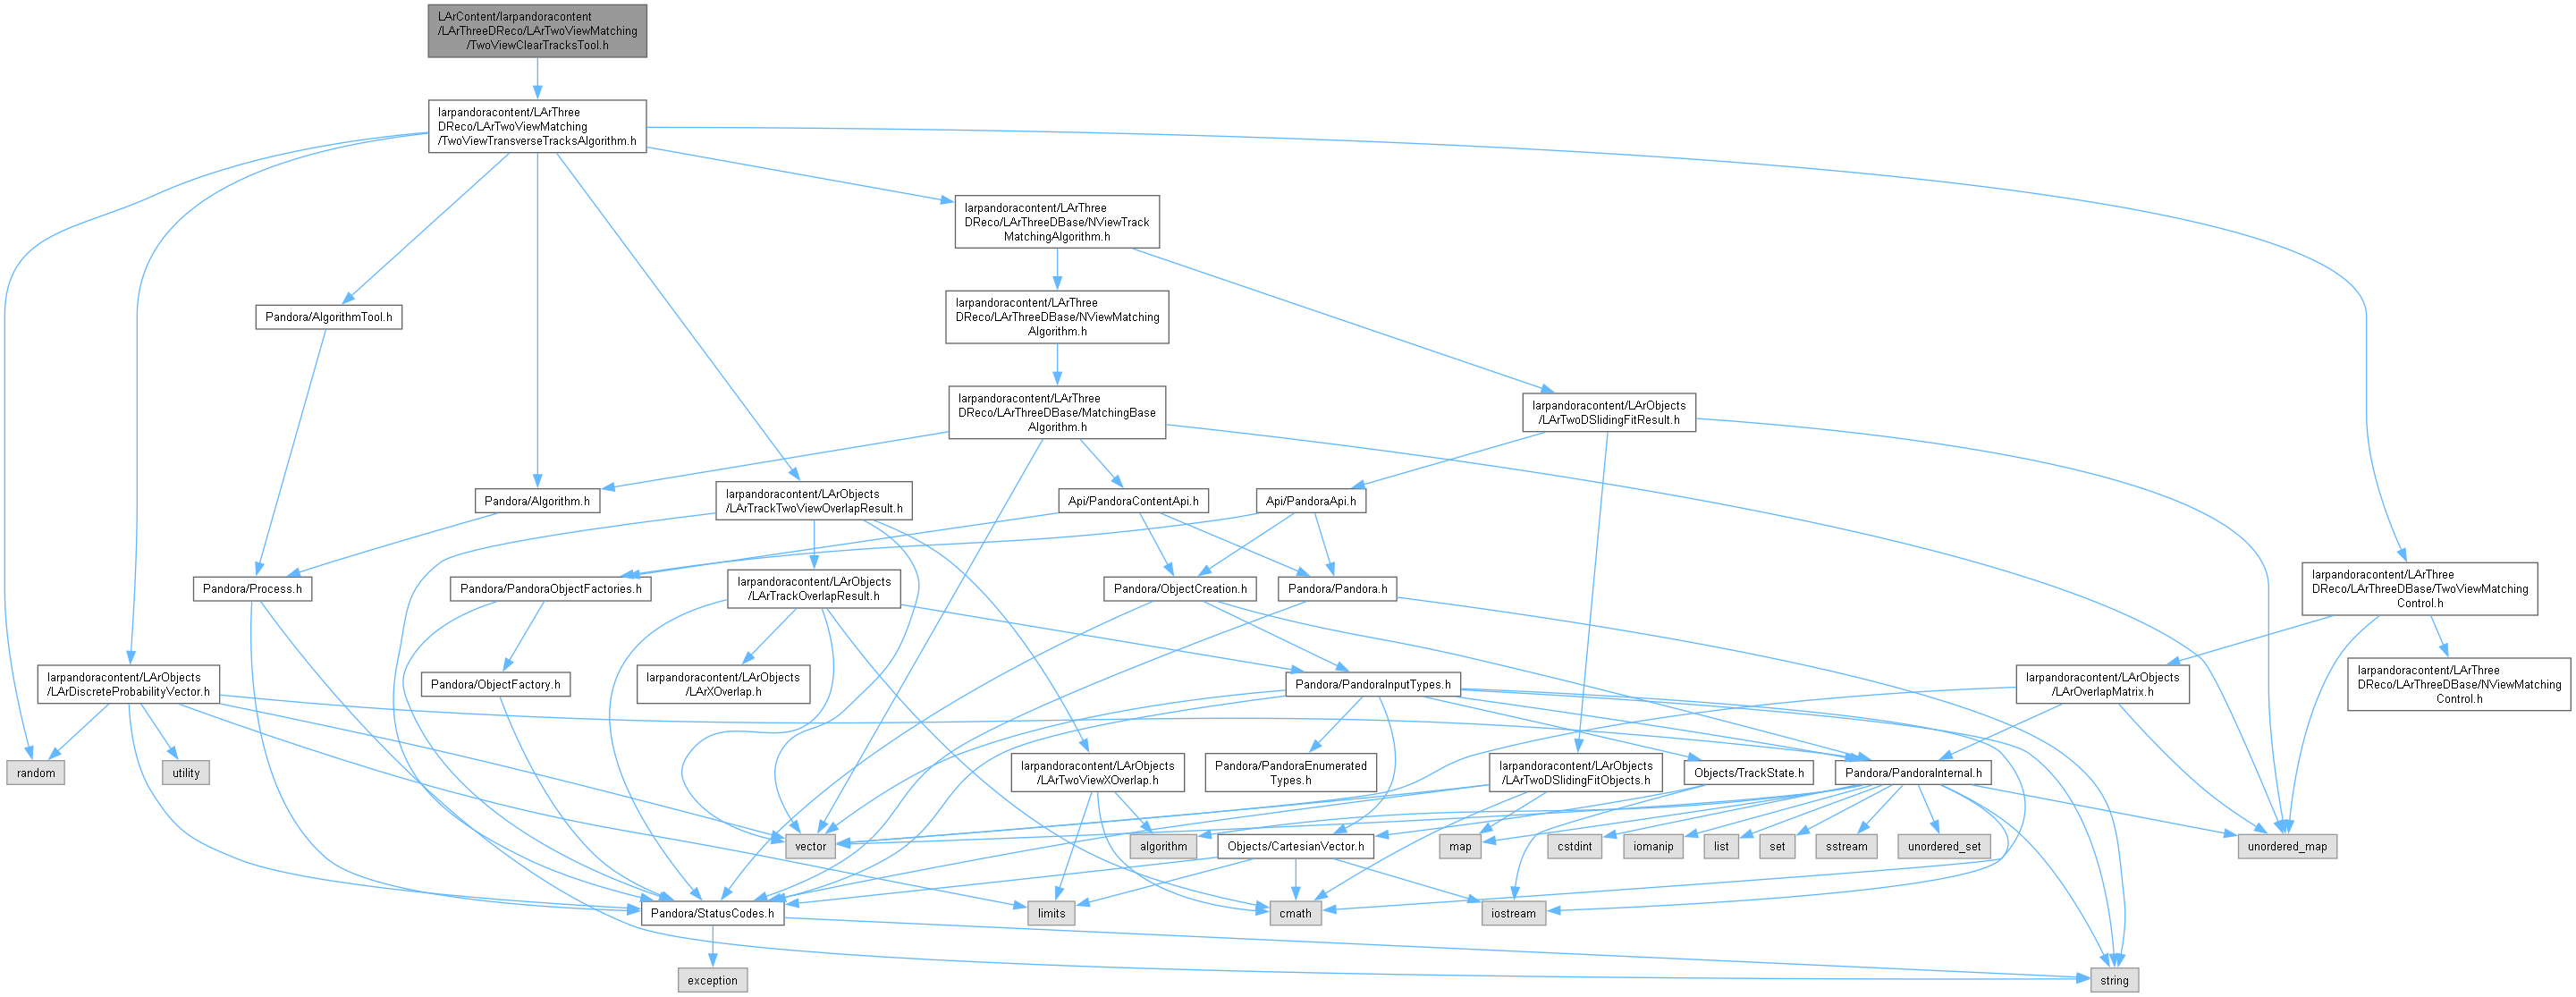 LArContent/larpandoracontent
/LArThreeDReco/LArTwoViewMatching
/TwoViewClearTracksTool.h
larpandoracontent/LArThree
DReco/LArTwoViewMatching
/TwoViewTransverseTracksAlgorithm.h
larpandoracontent/LArThree
DReco/LArThreeDBase/NViewTrack
MatchingAlgorithm.h
Pandora/AlgorithmTool.h
larpandoracontent/LArThree
DReco/LArThreeDBase/NViewMatching
Algorithm.h
larpandoracontent/LArThree
DReco/LArThreeDBase/MatchingBase
Algorithm.h
larpandoracontent/LArObjects
/LArTwoDSlidingFitResult.h
Pandora/Algorithm.h
larpandoracontent/LArObjects
/LArTrackTwoViewOverlapResult.h
Api/PandoraContentApi.h
Api/PandoraApi.h
Pandora/Process.h
Pandora/PandoraObjectFactories.h
larpandoracontent/LArObjects
/LArTrackOverlapResult.h
Pandora/ObjectCreation.h
Pandora/Pandora.h
larpandoracontent/LArThree
DReco/LArThreeDBase/TwoViewMatching
Control.h
larpandoracontent/LArObjects
/LArDiscreteProbabilityVector.h
Pandora/ObjectFactory.h
larpandoracontent/LArObjects
/LArXOverlap.h
Pandora/PandoraInputTypes.h
larpandoracontent/LArObjects
/LArOverlapMatrix.h
larpandoracontent/LArThree
DReco/LArThreeDBase/NViewMatching
Control.h
random
utility
larpandoracontent/LArObjects
/LArTwoViewXOverlap.h
Pandora/PandoraEnumerated
Types.h
larpandoracontent/LArObjects
/LArTwoDSlidingFitObjects.h
Objects/TrackState.h
Pandora/PandoraInternal.h
vector
algorithm
Objects/CartesianVector.h
map
cstdint
iomanip
list
set
sstream
unordered_set
unordered_map
Pandora/StatusCodes.h
limits
cmath
iostream
exception
string